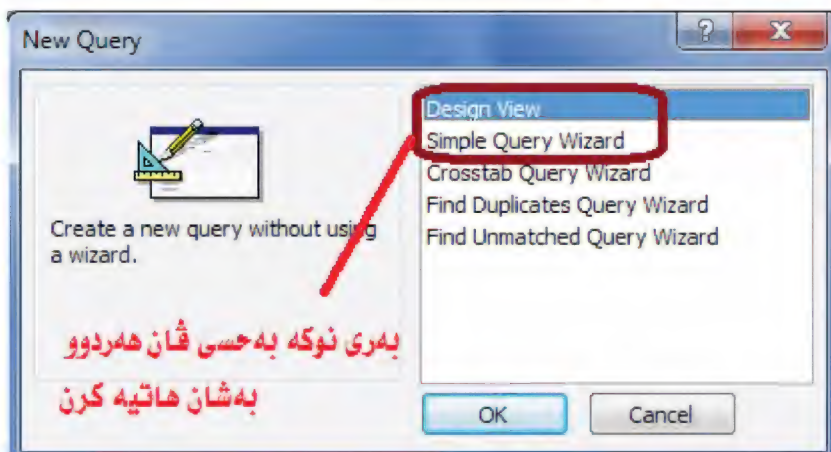 New Query
Design View
Simple Query Wizard
Crosstab Query Wizard
Find Duplicates Query Wizard
Find Unmatched Query Wizard
Create a new query without using
a wizard.
بەری نوکە بەحسی ڤان هەردوو
بەشان هاتیە کرن
OK
Cancel